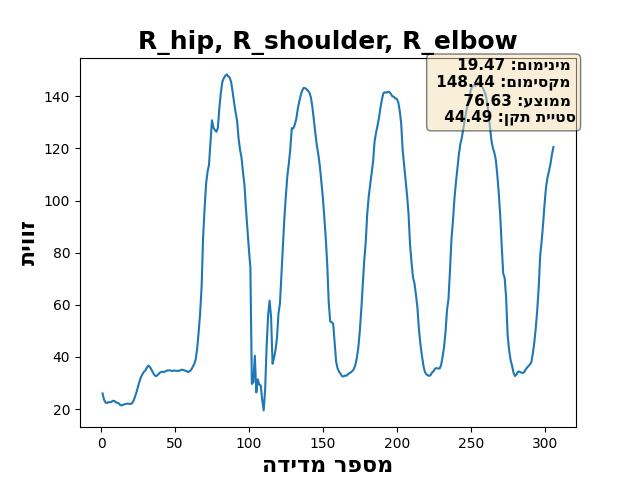 R_hip, R_shoulder, R_elbow
מינימום: 19.47
מקסימום: 148.44
ממוצע: 76.63
סטיית תקן: 44.49
140
120
100
80
60
40
20
זווית
0 50 100 150 200 250 300
מספר מדידה